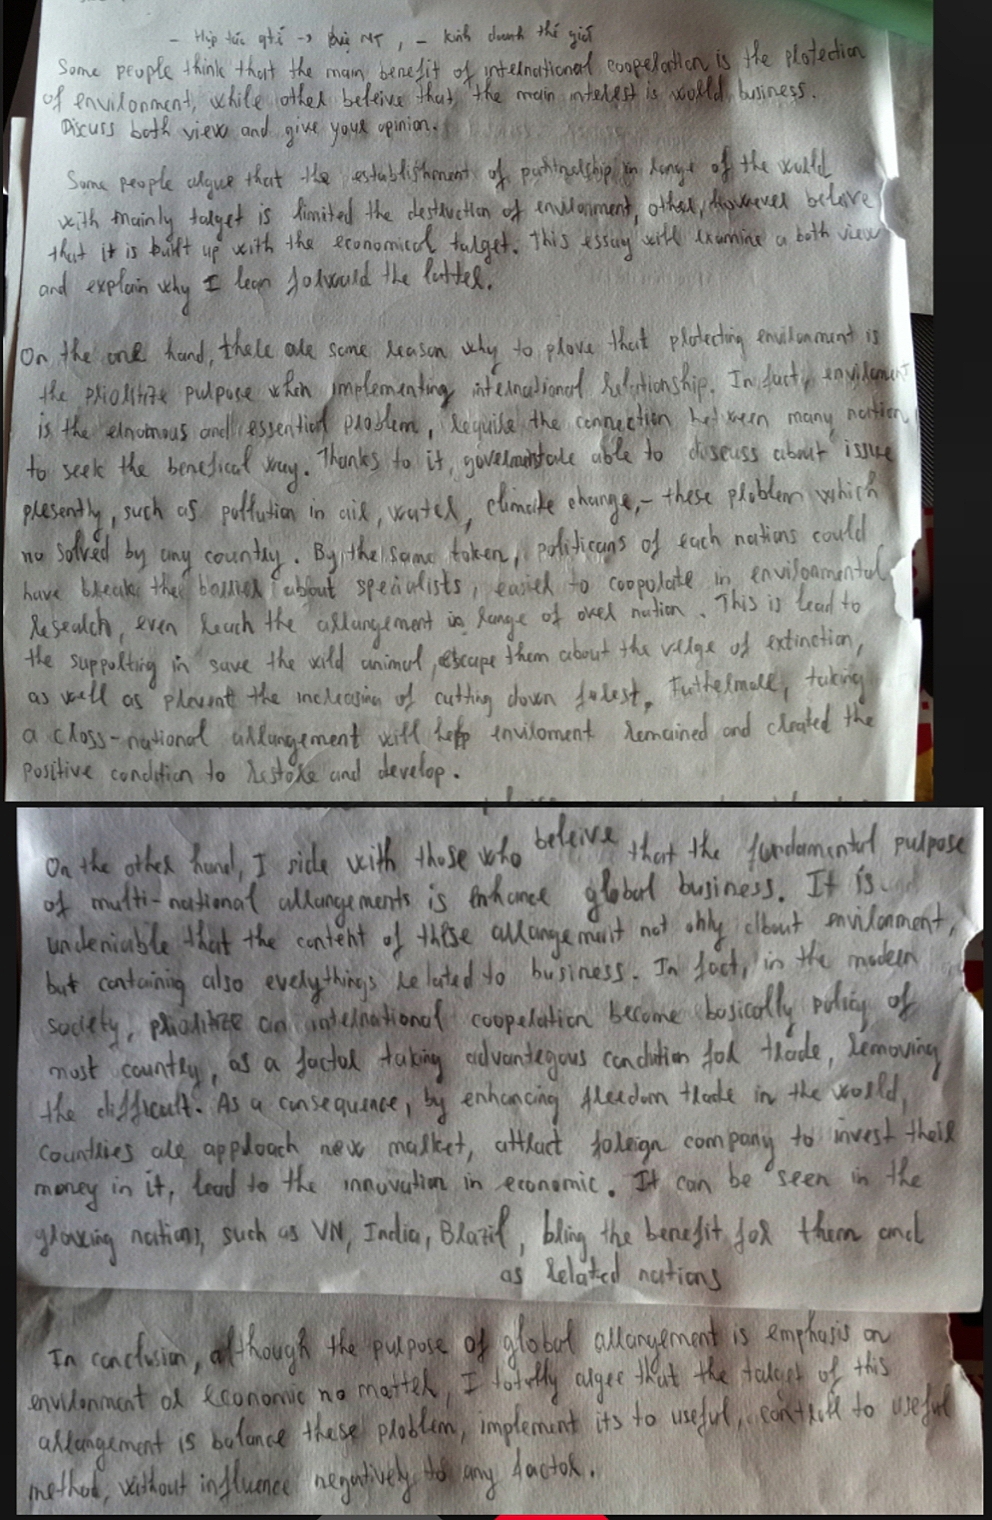 - Hợp tác qtế -> bvệ MT, - kinh doanh thế giới
Some people think that the main benefit of international cooperation is the protection
of environment, while other beleive that, the main interest is world business.
Discuss both view and give your opinion.
Some people argue that the establishment of partnership in range of the world
with mainly target is limited the destruction of environment, other, however beleive
that it is built up with the economical target. This essay will examine a both view
and explain why I lean forward the latter.
On the one hand, there are some reason why to prove that protecting environment is
the prioritize purpose when implementing international relationship. In fact, enviroment
is the enomous and essential problem, require the connection between many nation
to seek the benefical way. Thanks to it, goverment are able to discuss about issue
presently, such as pollution in air, water, climate change, - these problem which
no solved by any country. By the same token, politicans of each nations could
have break the barrier about specialists, easier to coopolate in environmental
research, even reach the arrangement in range of over nation. This is lead to
the supporting in save the wild animal, escape them about the verge of extinction,
as well as prevent the increasing of cutting down forest. Furthermore, taking
a cross-national arrangement will help enviroment remained and created the
positive condition to restore and develop.
On the other hand, I side with those who beleive that the fundamental purpose
of multi-national arrangements is enhance global business. It is
undeniable that the content of these arrangement not only about environment,
but containing also everythings related to business. In fact, in the modern
society, prioritize an international cooperation become basically policy of
most country, as a factor taking advantegous condition for trade, removing
the difficult. As a consequence, by enhancing freedom trade in the world,
countries are approach new market, attract foreign company to invest their
money in it, lead to the innovation in economic. It can be seen in the
growing nations, such as VN, India, Brazil, bring the benefit for them and
as related nations
In conclusion, although the purpose of global arrangement is emphasis on
environment or economic no matter, I totally argee that the target of this
arrangement is balance these problem, implement its to useful, controll to useful
method, without influence negatively to any factor.